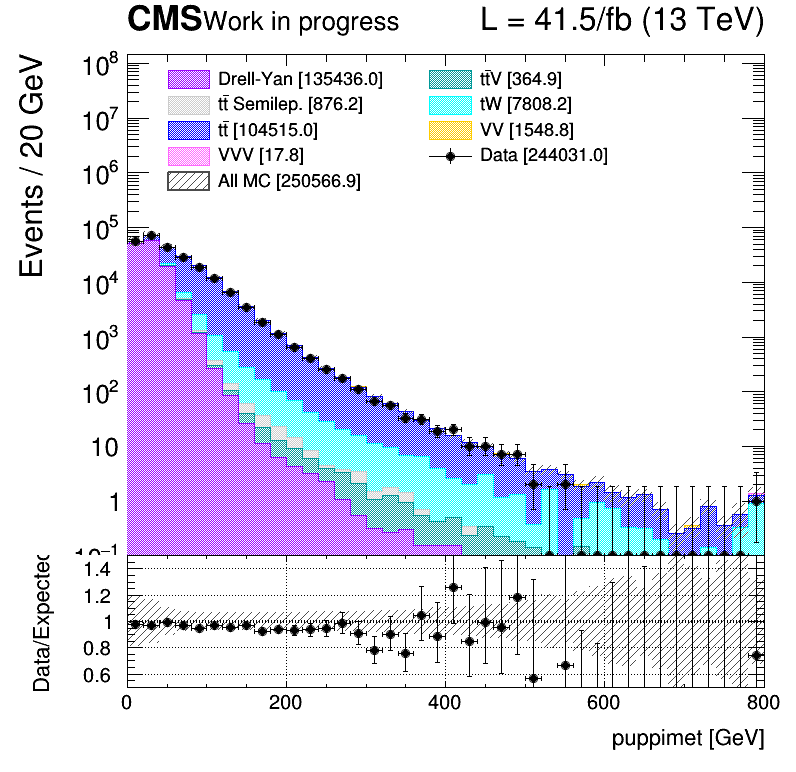 CMS Work in progress L = 41.5/fb (13 TeV)
Events / 20 GeV
10⁸
10⁷
10⁶
10⁵
10⁴
10³
10²
10
1
10⁻¹
Drell-Yan [135436.0]
tt̄V [364.9]
tt̄ Semilep. [876.2]
tW [7808.2]
tt̄ [104515.0]
VV [1548.8]
VVV [17.8]
Data [244031.0]
All MC [250566.9]
Data/Expected
1.4
1.2
1
0.8
0.6
0 200 400 600 800
puppimet [GeV]